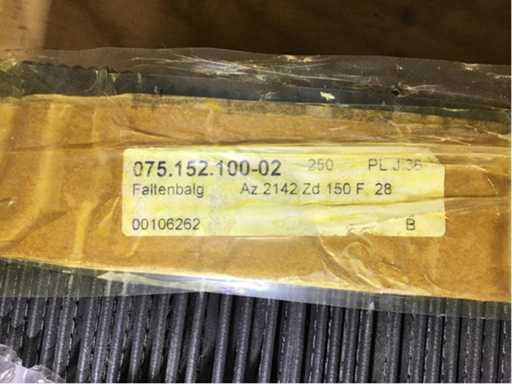 075.152.100-02 250 PL J 36
Faltenbalg Az.2142 Zd 150 F. 28
00106262 B